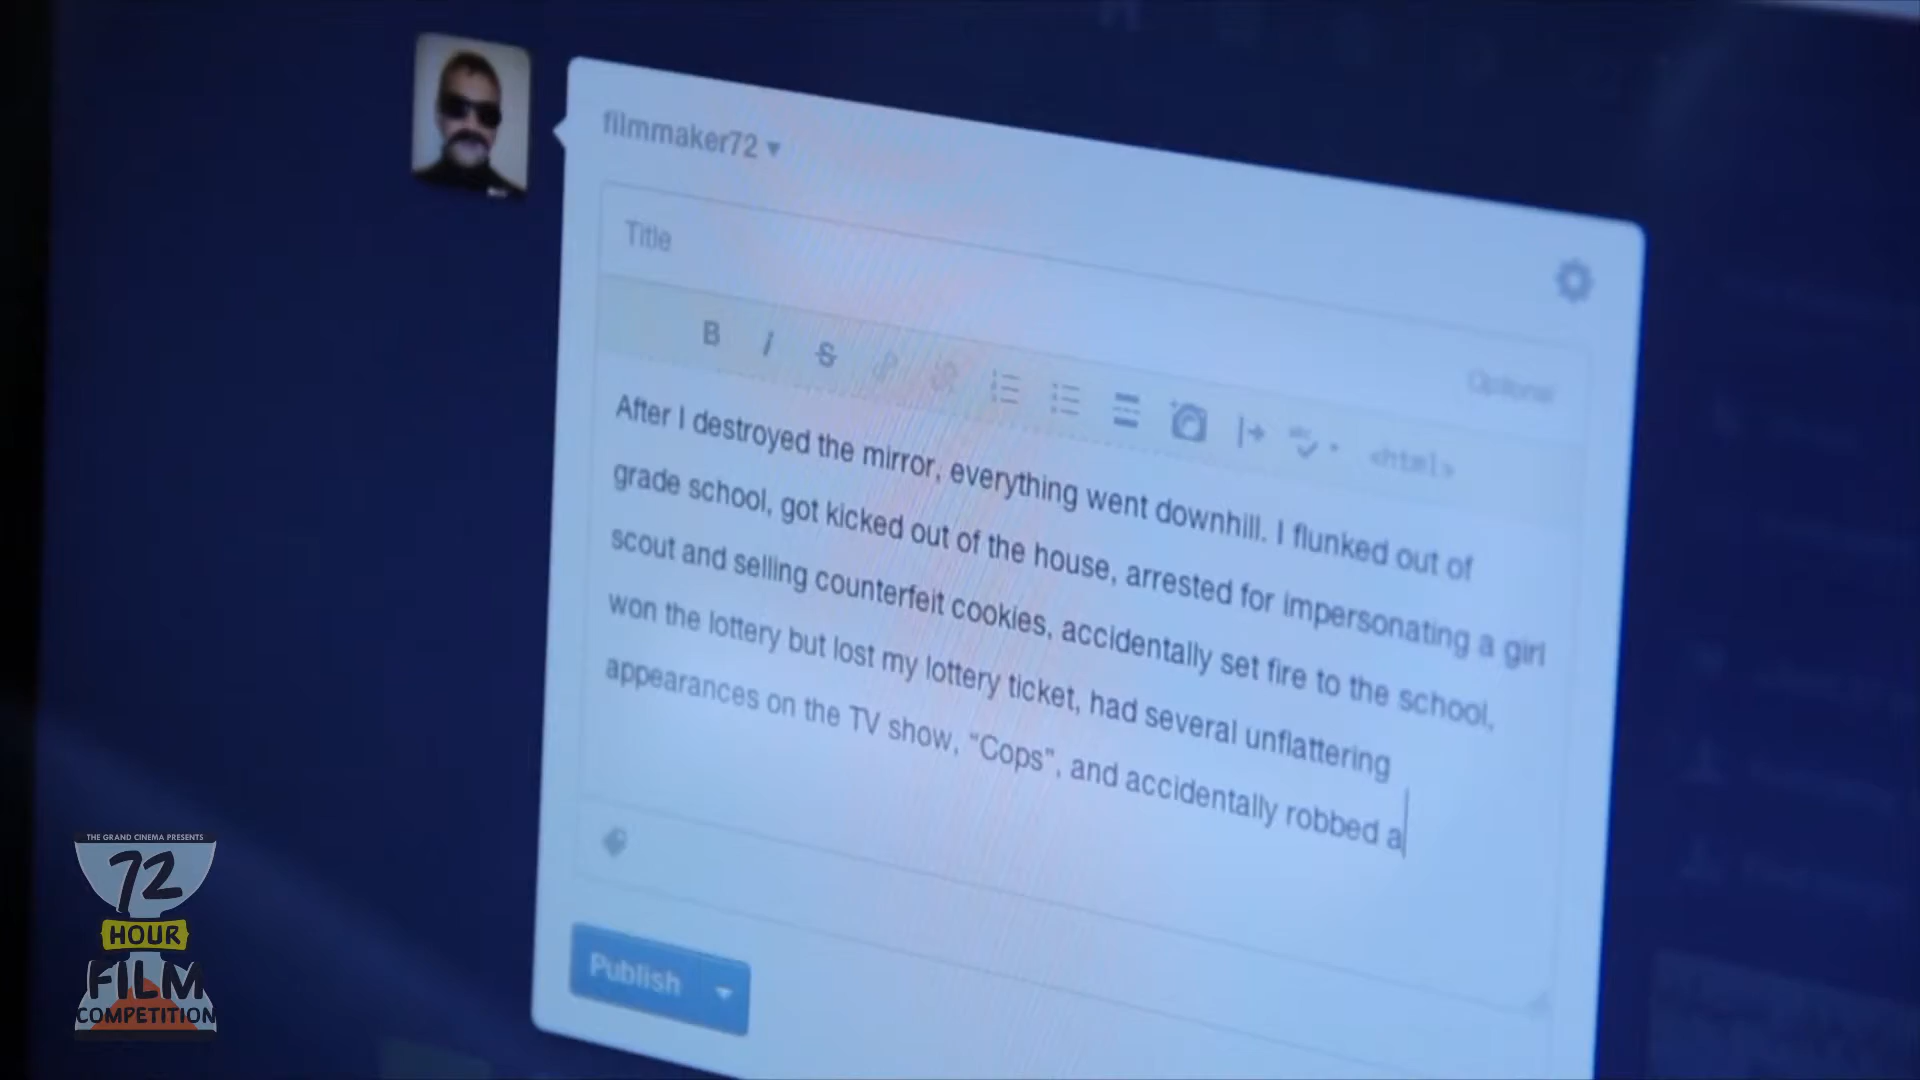 filmmaker72
Title
Optional
B i S <html>
After I destroyed the mirror, everything went downhill. I flunked out of
grade school, got kicked out of the house, arrested for impersonating a girl
scout and selling counterfeit cookies, accidentally set fire to the school,
won the lottery but lost my lottery ticket, had several unflattering
appearances on the TV show, "Cops", and accidentally robbed a
Publish
THE GRAND CINEMA PRESENTS
72
HOUR
FILM
COMPETITION